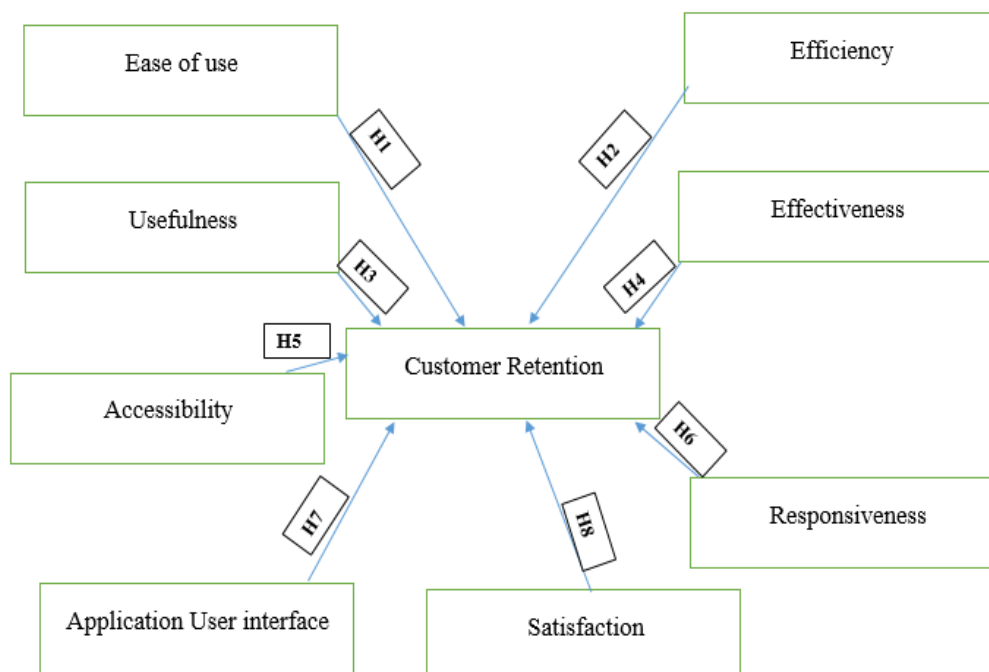 Ease of use
Efficiency
H1
H2
Usefulness
Effectiveness
H3
H4
H5
Customer Retention
Accessibility
H6
H7
H8
Responsiveness
Application User interface
Satisfaction